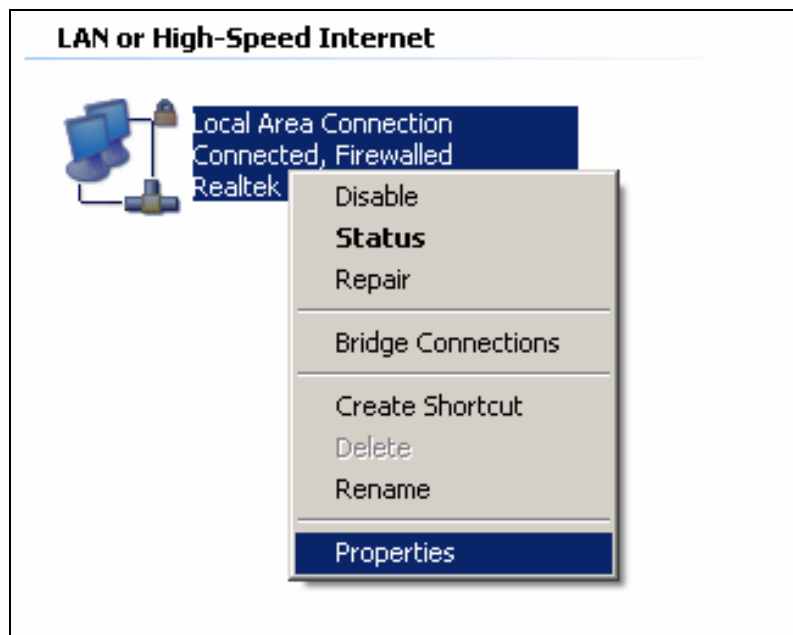 LAN or High-Speed Internet
Local Area Connection
Connected, Firewalled
Realtek
Disable
Status
Repair
Bridge Connections
Create Shortcut
Delete
Rename
Properties